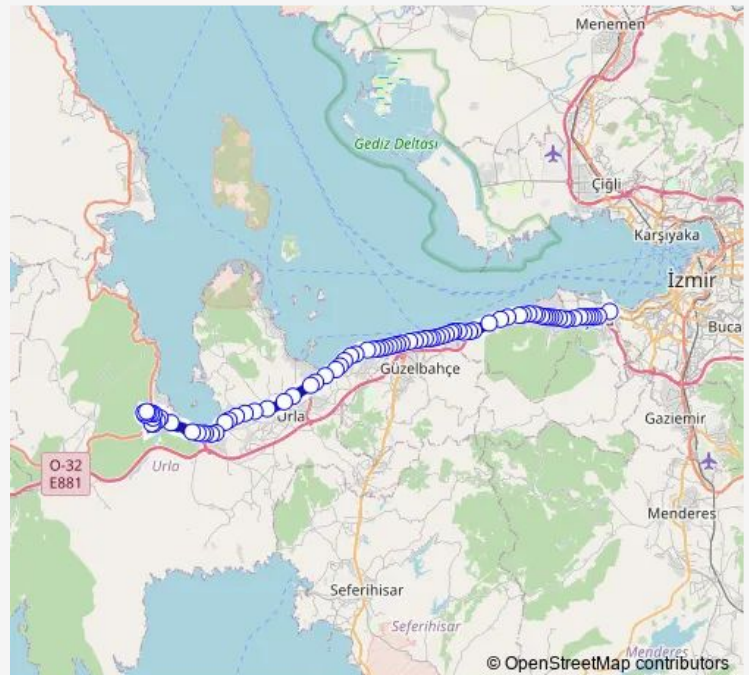 Menemen
Gediz Deltası
Çiğli
Karşıyaka
İzmir
Buca
Güzelbahçe
Urla
Gaziemir
O-32
E881
Urla
Menderes
Seferihisar
Seferihisar
Menderes
© OpenStreetMap contributors